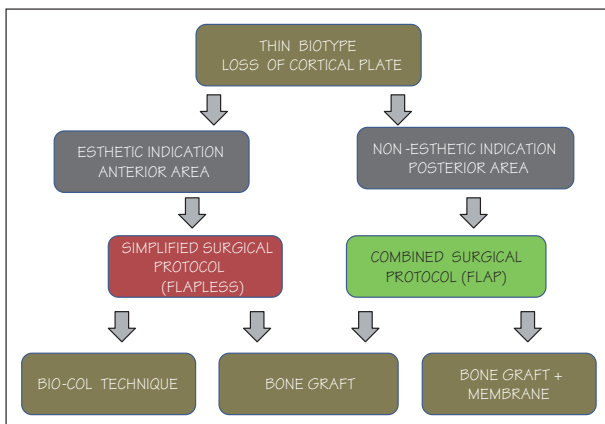 THIN BIOTYPE
LOSS OF CORTICAL PLATE
ESTHETIC INDICATION
ANTERIOR AREA
NON-ESTHETIC INDICATION
POSTERIOR AREA
SIMPLIFIED SURGICAL
PROTOCOL
(FLAPLESS)
COMBINED SURGICAL
PROTOCOL (FLAP)
BIO-COL TECHNIQUE
BONE GRAFT
BONE GRAFT +
MEMBRANE